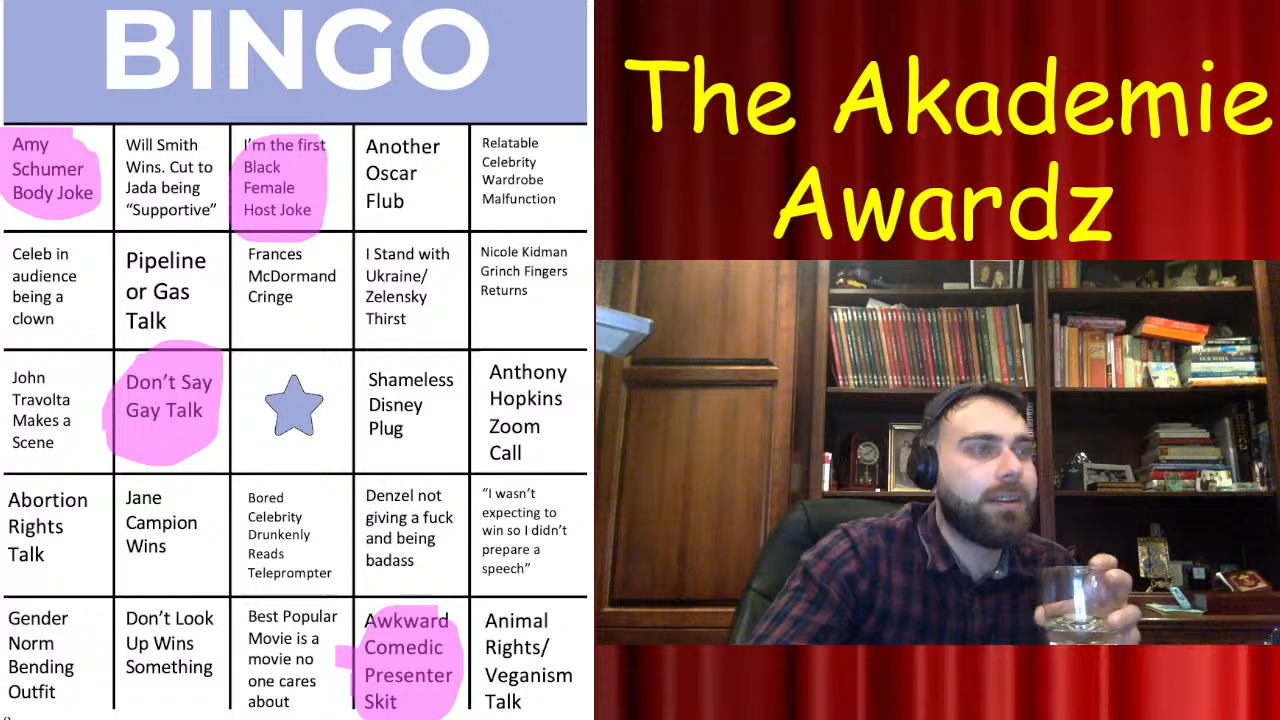 BINGO
The Akademie
Awardz
Amy
Schumer
Body Joke
Will Smith
Wins. Cut to
Jada being
“Supportive”
I’m the first
Black
Female
Host Joke
Another
Oscar
Flub
Relatable
Celebrity
Wardrobe
Malfunction
Celeb in
audience
being a
clown
Pipeline
or Gas
Talk
Frances
McDormand
Cringe
I Stand with
Ukraine/
Zelensky
Thirst
Nicole Kidman
Grinch Fingers
Returns
John
Travolta
Makes a
Scene
Don’t Say
Gay Talk
Shameless
Disney
Plug
Anthony
Hopkins
Zoom
Call
Abortion
Rights
Talk
Jane
Campion
Wins
Bored
Celebrity
Drunkenly
Reads
Teleprompter
Denzel not
giving a fuck
and being
badass
“I wasn’t
expecting to
win so I didn’t
prepare a
speech”
Gender
Norm
Bending
Outfit
Don’t Look
Up Wins
Something
Best Popular
Movie is a
movie no
one cares
about
Awkward
Comedic
Presenter
Skit
Animal
Rights/
Veganism
Talk